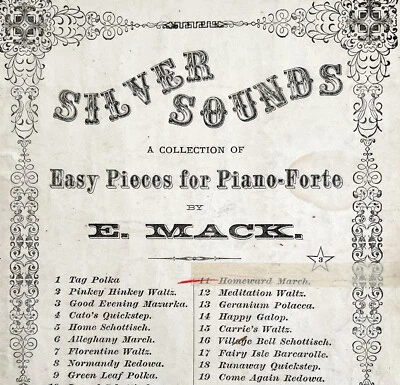 SILVER
SOUNDS
A COLLECTION OF
Easy Pieces for Piano-Forte
BY
E. MACK.
3
1 Tag Polka
2 Pinkey Hinkey Waltz.
3 Good Evening Mazurka.
4 Cato's Quickstep.
5 Home Schottisch.
6 Alleghany March.
7 Florentine Waltz.
8 Normandy Redowa.
9 Green Leaf Polka.
11 Homeward March.
12 Meditation Waltz.
13 Geranium Polacca.
14 Happy Galop.
15 Carrie's Waltz.
16 Village Bell Schottisch.
17 Fairy Isle Barcarolle.
18 Runaway Quickstep.
19 Come Again Redowa.